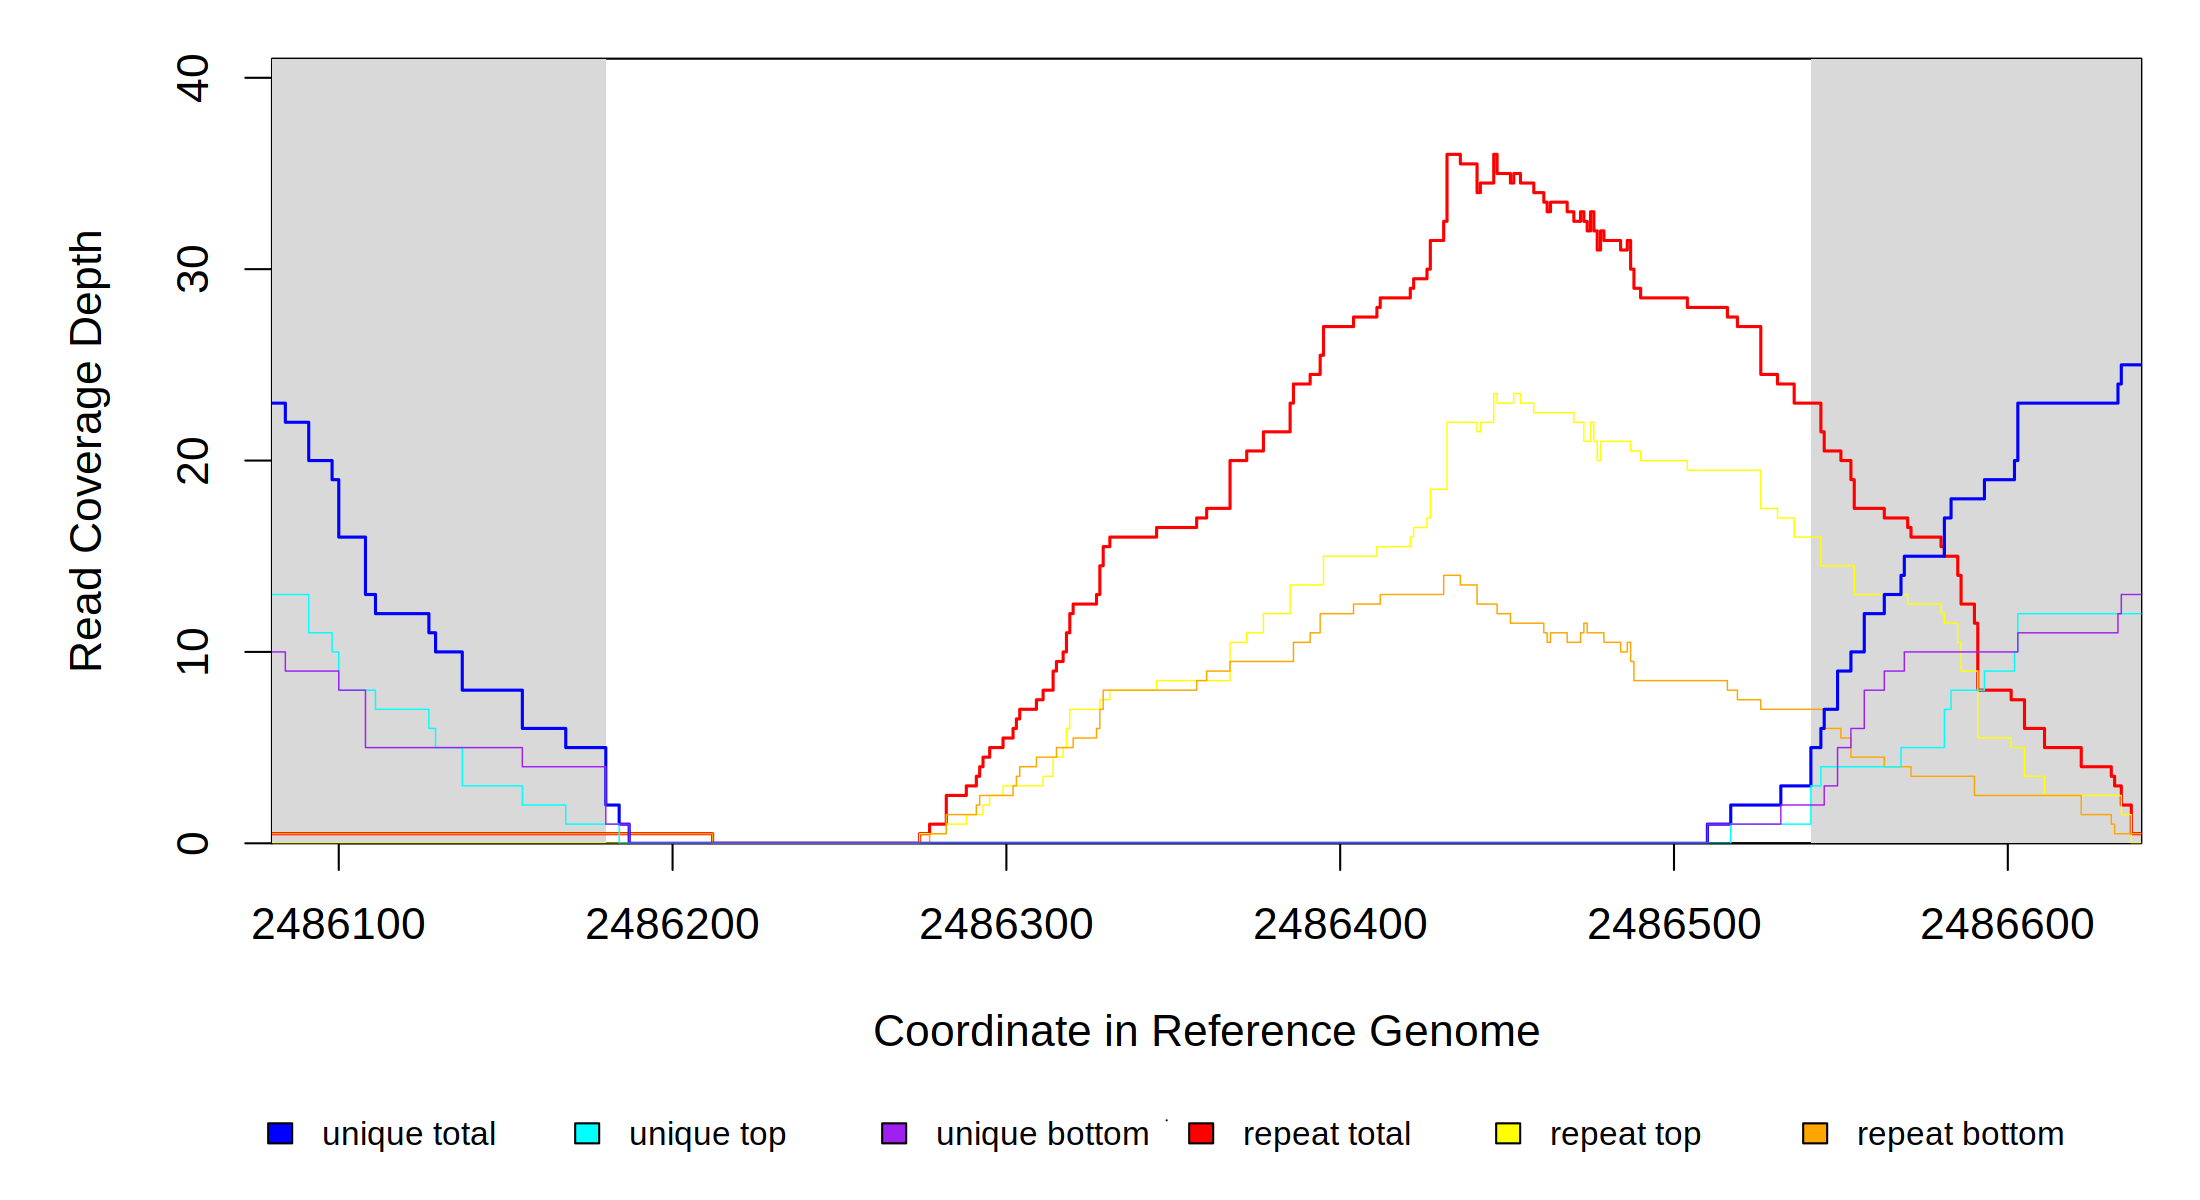 40
30
20
10
0
Read Coverage Depth
2486100 2486200 2486300 2486400 2486500 2486600
Coordinate in Reference Genome
unique total unique top unique bottom repeat total repeat top repeat bottom